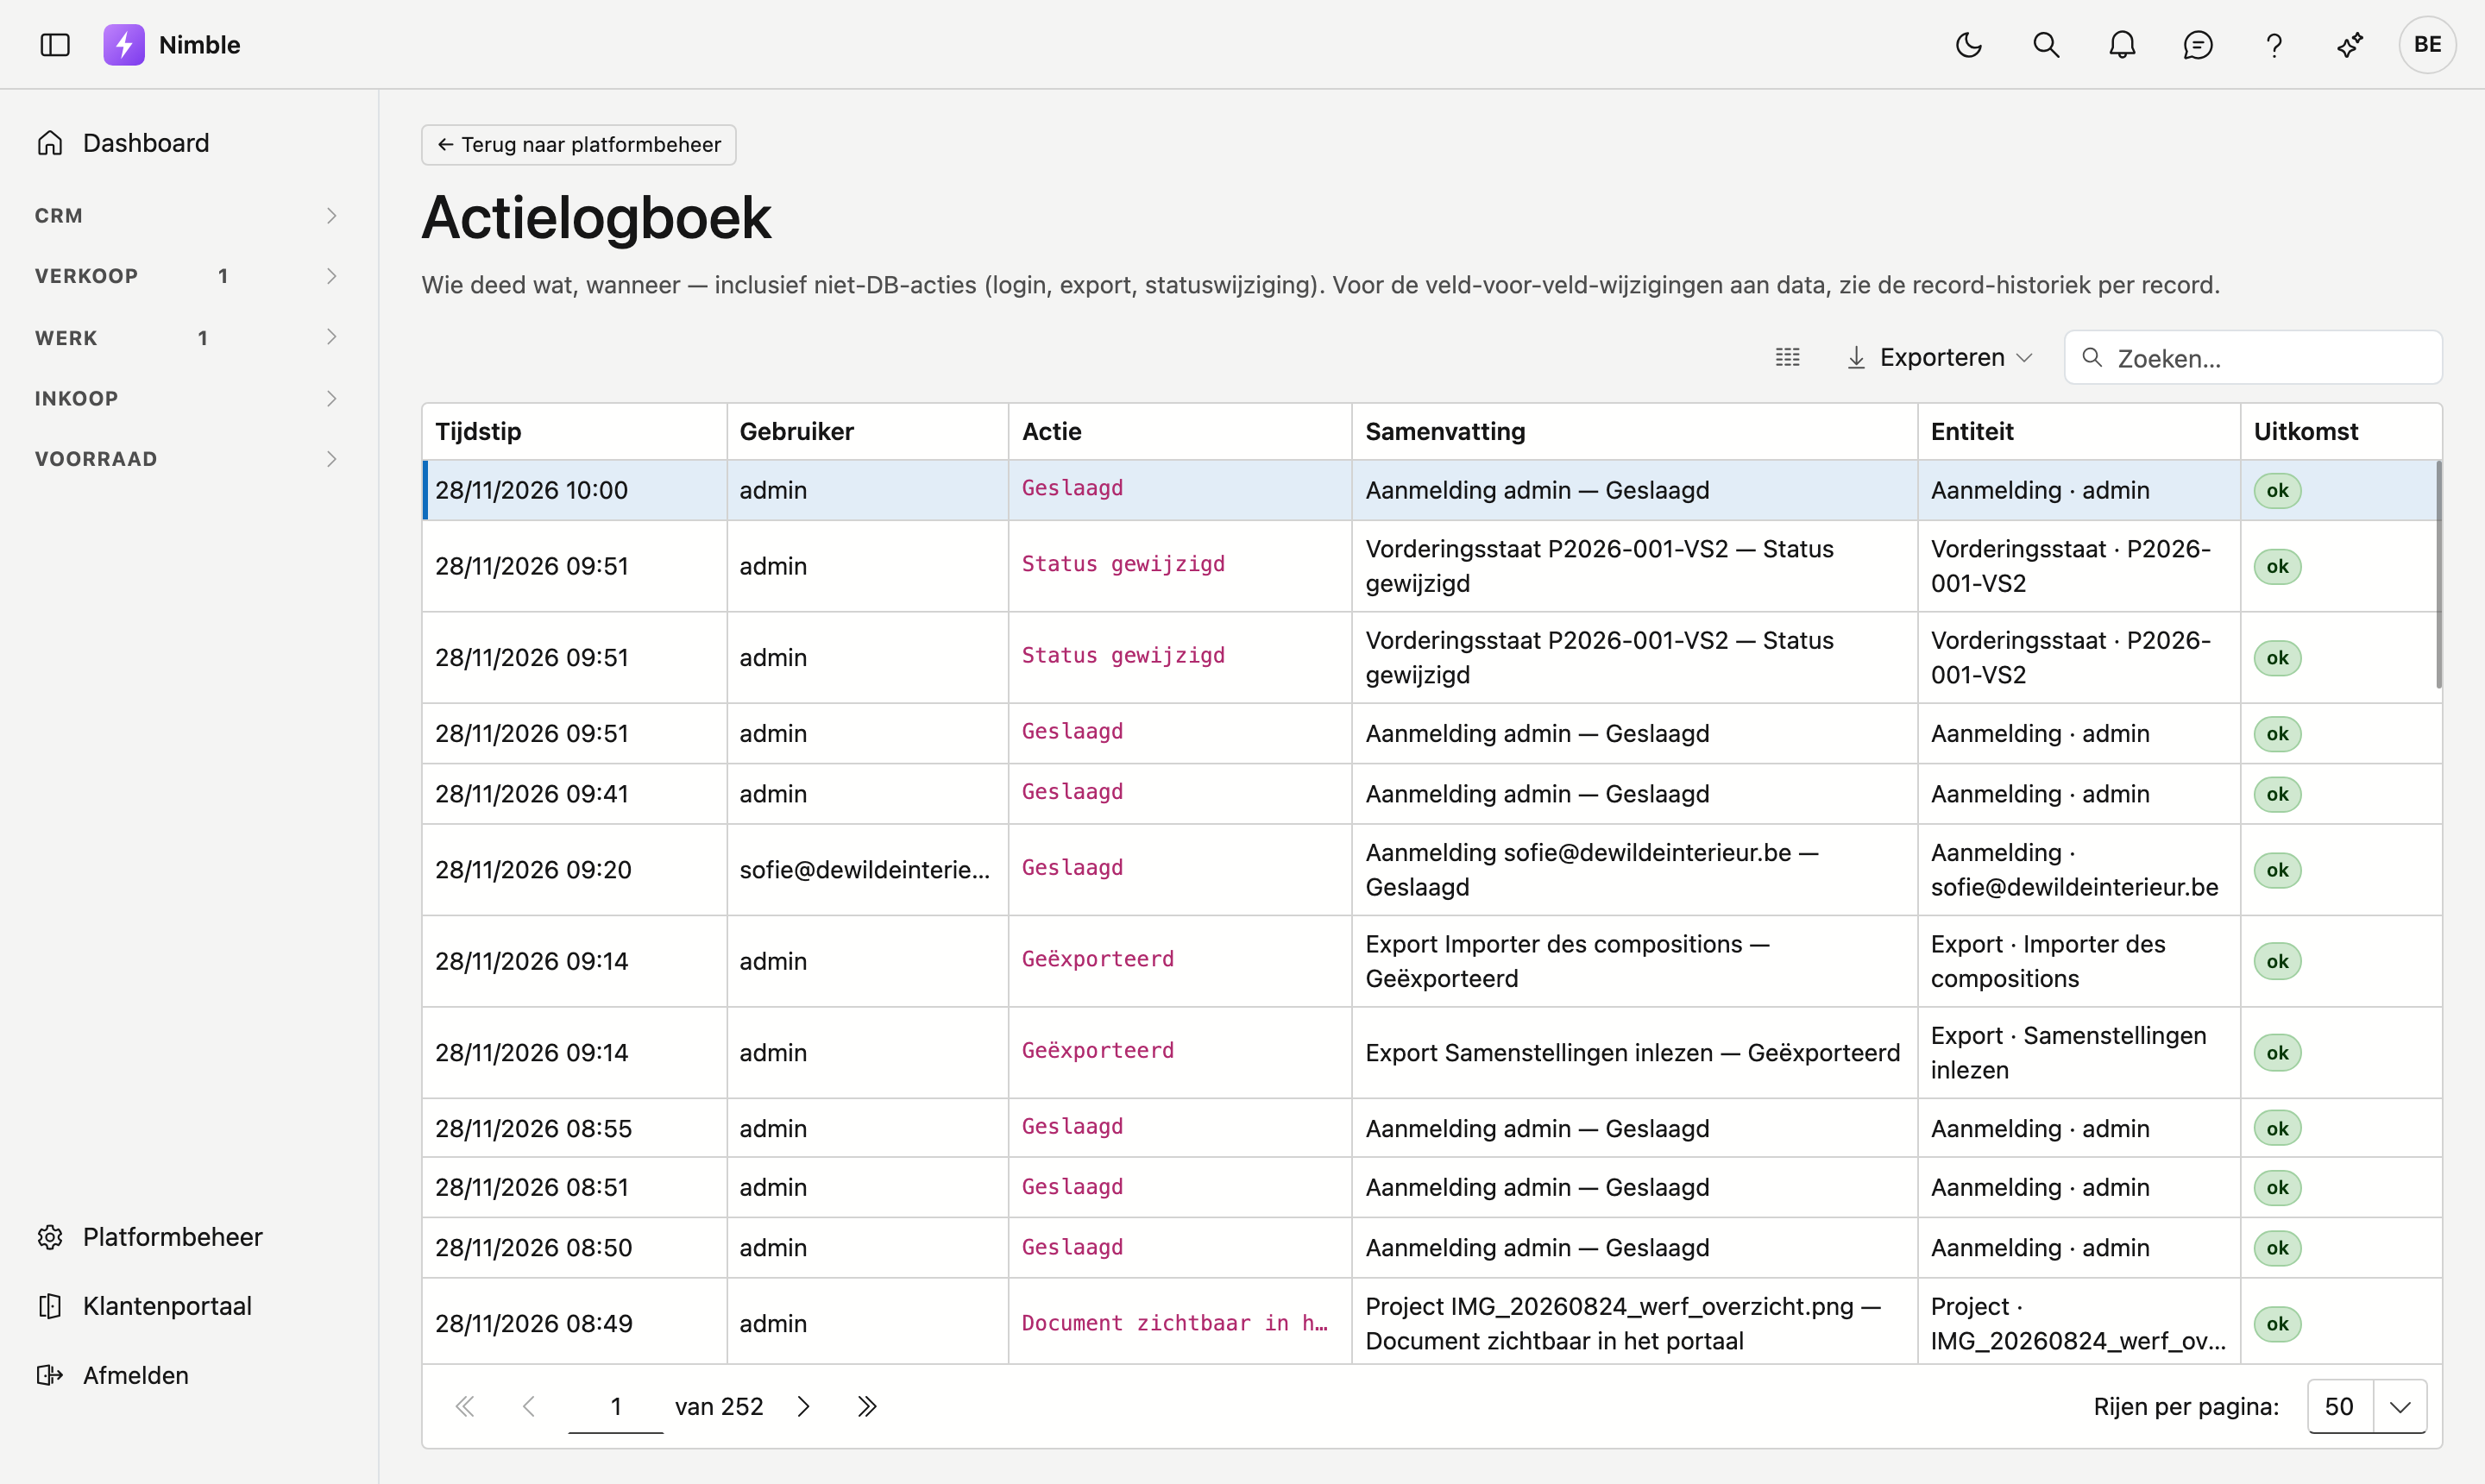 Nimble
BE
Dashboard
CRM
VERKOOP 1
WERK 1
INKOOP
VOORRAAD
Platformbeheer
Klantenportaal
Afmelden
← Terug naar platformbeheer
Actielogboek
Wie deed wat, wanneer — inclusief niet-DB-acties (login, export, statuswijziging). Voor de veld-voor-veld-wijzigingen aan data, zie de record-historiek per record.
Exporteren
Zoeken...
Tijdstip Gebruiker Actie Samenvatting Entiteit Uitkomst
28/11/2026 10:00 admin Geslaagd Aanmelding admin — Geslaagd Aanmelding · admin ok
28/11/2026 09:51 admin Status gewijzigd Vorderingsstaat P2026-001-VS2 — Status gewijzigd Vorderingsstaat · P2026-001-VS2 ok
28/11/2026 09:51 admin Status gewijzigd Vorderingsstaat P2026-001-VS2 — Status gewijzigd Vorderingsstaat · P2026-001-VS2 ok
28/11/2026 09:51 admin Geslaagd Aanmelding admin — Geslaagd Aanmelding · admin ok
28/11/2026 09:41 admin Geslaagd Aanmelding admin — Geslaagd Aanmelding · admin ok
28/11/2026 09:20 sofie@dewildeinterie... Geslaagd Aanmelding sofie@dewildeinterieur.be — Geslaagd Aanmelding · sofie@dewildeinterieur.be ok
28/11/2026 09:14 admin Geëxporteerd Export Importer des compositions — Geëxporteerd Export · Importer des compositions ok
28/11/2026 09:14 admin Geëxporteerd Export Samenstellingen inlezen — Geëxporteerd Export · Samenstellingen inlezen ok
28/11/2026 08:55 admin Geslaagd Aanmelding admin — Geslaagd Aanmelding · admin ok
28/11/2026 08:51 admin Geslaagd Aanmelding admin — Geslaagd Aanmelding · admin ok
28/11/2026 08:50 admin Geslaagd Aanmelding admin — Geslaagd Aanmelding · admin ok
28/11/2026 08:49 admin Document zichtbaar in h... Project IMG_20260824_werf_overzicht.png — Document zichtbaar in het portaal Project · IMG_20260824_werf_ov... ok
1 van 252
Rijen per pagina: 50